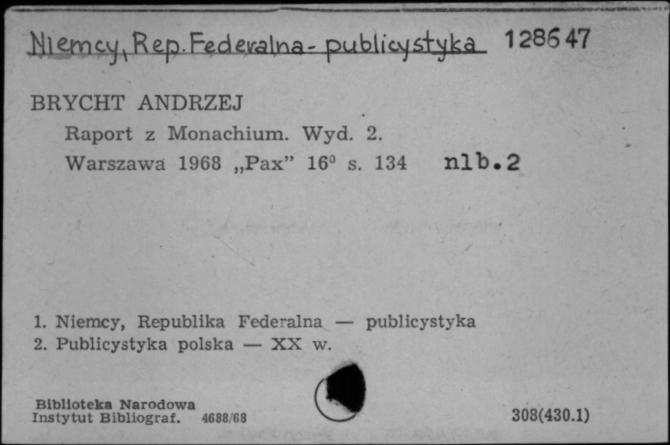 Niemcy, Rep. Federalna - publicystyka 128647
BRYCHT ANDRZEJ
Raport z Monachium. Wyd. 2.
Warszawa 1968 „Pax” 16⁰ s. 134 nlb.2
1. Niemcy, Republika Federalna — publicystyka
2. Publicystyka polska — XX w.
Biblioteka Narodowa
Instytut Bibliograf. 4688/68 308(430.1)